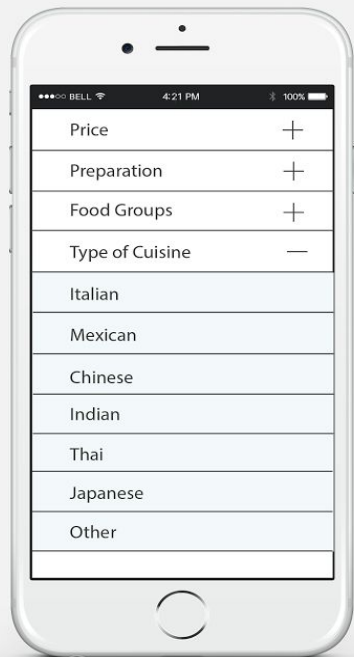 BELL 4:21 PM 100%
Price +
Preparation +
Food Groups +
Type of Cuisine —
Italian
Mexican
Chinese
Indian
Thai
Japanese
Other